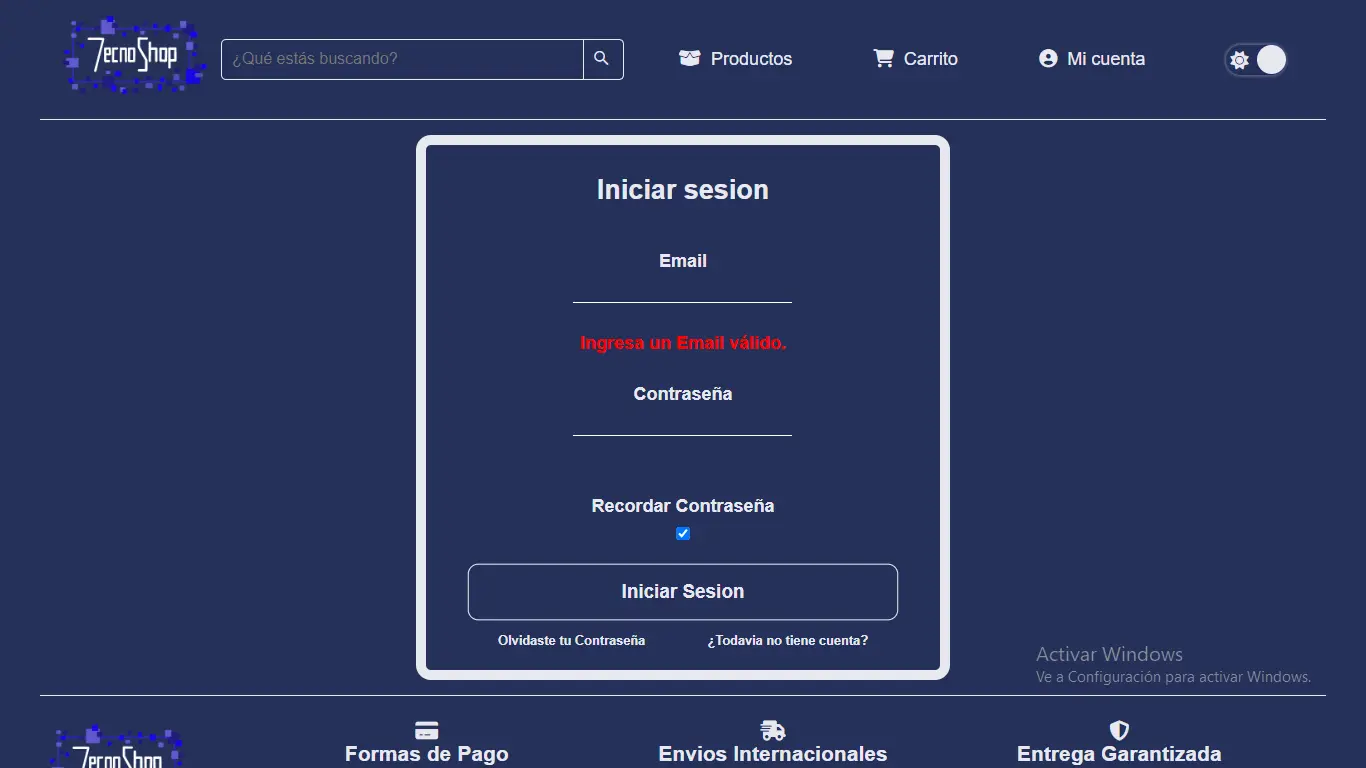 TecnoShop
¿Qué estás buscando?
Productos
Carrito
Mi cuenta
Iniciar sesion
Email
Ingresa un Email válido.
Contraseña
Recordar Contraseña
Iniciar Sesion
Olvidaste tu Contraseña
¿Todavia no tiene cuenta?
Activar Windows
Ve a Configuración para activar Windows.
TecnoShop
Formas de Pago
Envios Internacionales
Entrega Garantizada